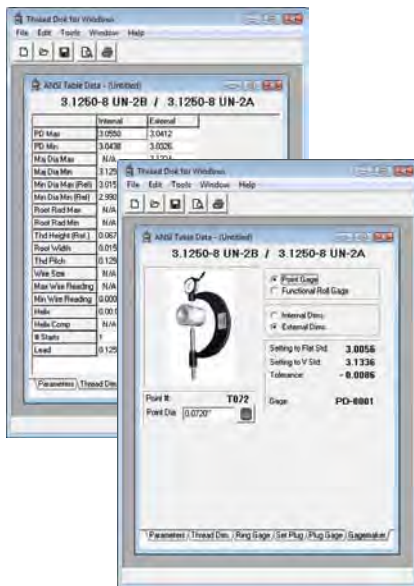 Thread Disk for Windows
File Edit Tools Window Help
ANSI Table Data - (Untitled)
3.1250-8 UN-2B / 3.1250-8 UN-2A
Internal External
PD Max 3.0550 3.0412
PD Min 3.0438 3.0326
Maj Dia Max N/A
Maj Dia Min
Min Dia Max (Ref)
Min Dia Min (Ref)
Root Rad Max N/A
Root Rad Min N/A
Thd Height (Ref.)
Root Width
Thd Pitch
Wire Size N/A
Max Wire Reading N/A
Min Wire Reading
Helix
Helix Comp N/A
# Starts 1
Lead
Parameters
Thread Disk for Windows
File Edit Tools Window Help
ANSI Table Data - (Untitled)
3.1250-8 UN-2B / 3.1250-8 UN-2A
Point Gage
Functional Roll Gage
Internal Dims.
External Dims.
Setting to Flat Std: 3.0056
Setting to V Std: 3.1336
Tolerance: - 0.0086
Gage: PD-8001
Point #: T072
Point Dia: 0.0720"
Parameters Thread Dim. Ring Gage Set Plug Plug Gage Gagemaker